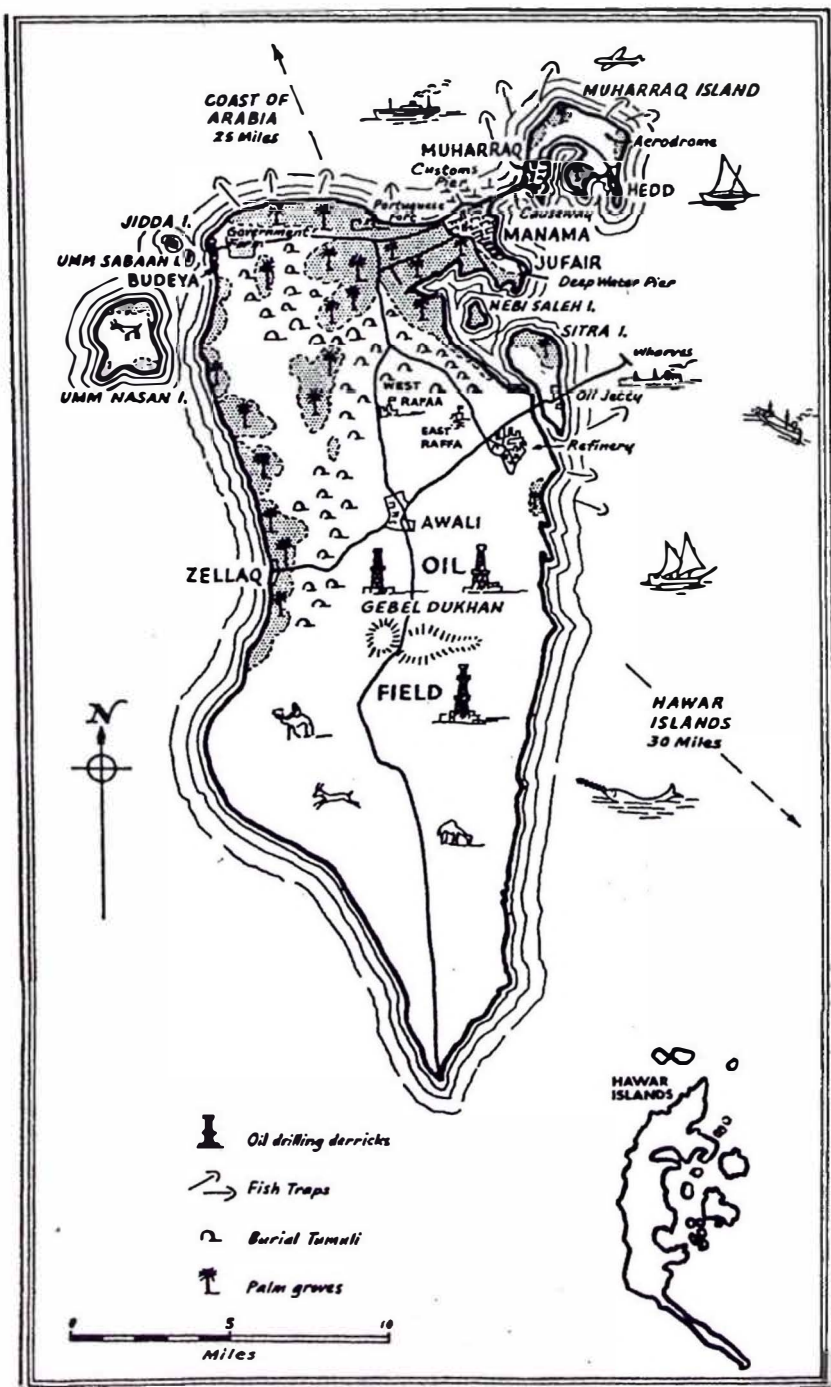 COAST OF
ARABIA
25 Miles
MUHARRAQ ISLAND
MUHARRAQ
Aerodrome
Customs
Pier
HEDD
JIDDA I.
Portuguese
Fort
Causeway
Government
Farm
MANAMA
UMM SABAAN I.
JUFAIR
BUDEYA
Deep Water Pier
NEBI SALEH I.
SITRA I.
Wharves
UMM NASAN I.
WEST
RAFAA
Oil Jetty
EAST
RAFFA
Refinery
AWALI
ZELLAQ
OIL
GEBEL DUKHAN
FIELD
N
HAWAR
ISLANDS
30 Miles
HAWAR
ISLANDS
Oil drilling derricks
Fish Traps
Burial Tumuli
Palm groves
0 5 10
Miles